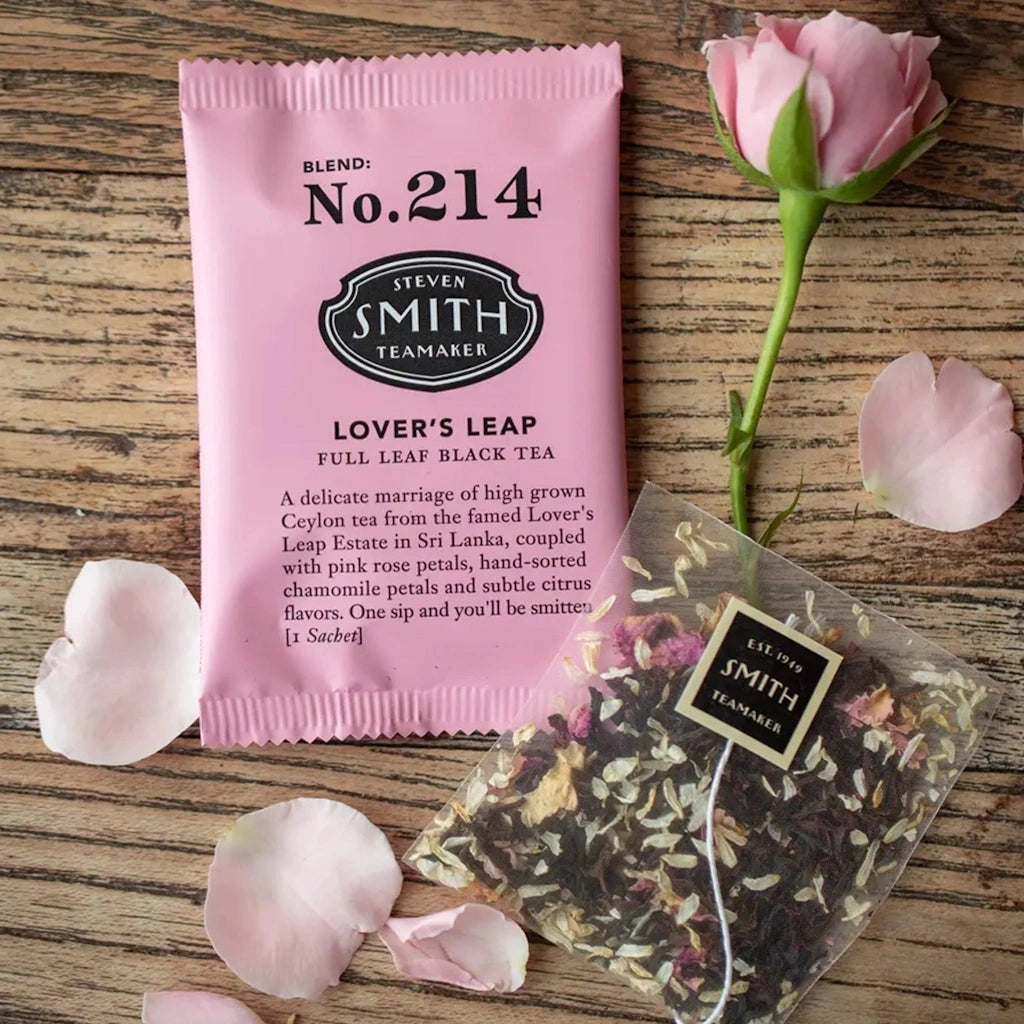 BLEND:
No.214
STEVEN
SMITH
TEAMAKER
LOVER'S LEAP
FULL LEAF BLACK TEA
A delicate marriage of high grown
Ceylon tea from the famed Lover's
Leap Estate in Sri Lanka, coupled
with pink rose petals, hand-sorted
chamomile petals and subtle citrus
flavors. One sip and you'll be smitten
[1 Sachet]
EST. 1949
SMITH
TEAMAKER